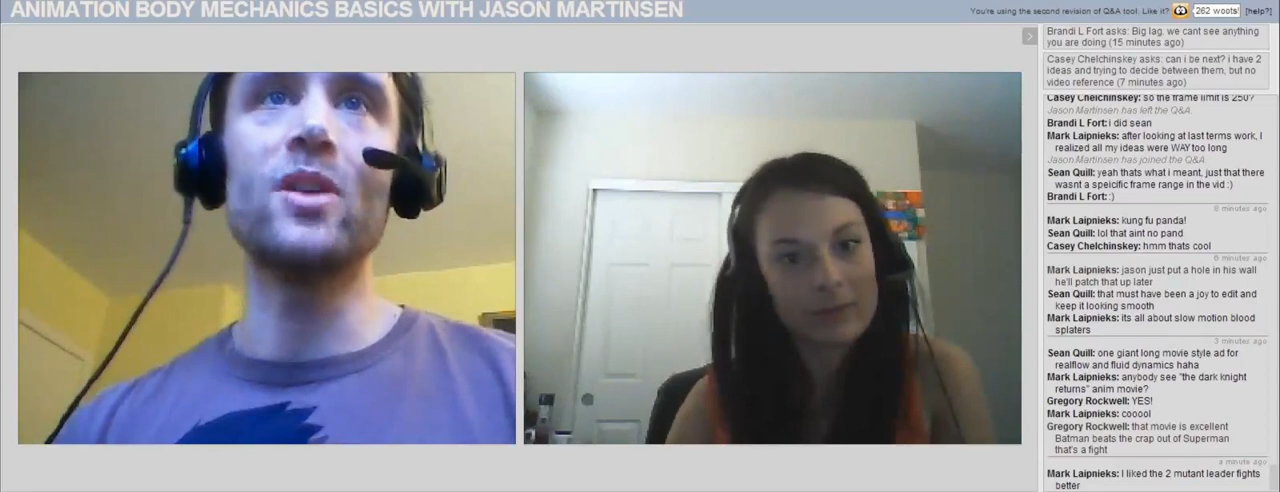 ANIMATION BODY MECHANICS BASICS WITH JASON MARTINSEN
You're using the second revision of Q&A tool. Like it? 262 woots! [help?]
Brandi L Fort asks: Big lag, we cant see anything
you are doing (15 minutes ago)
Casey Chelchinskey asks: can i be next? i have 2
ideas and trying to decide between them, but no
video reference (7 minutes ago)
Casey Chelchinskey: so the frame limit is 250?
Jason Martinsen has left the Q&A.
Brandi L Fort: i did sean
Mark Laipnieks: after looking at last terms work, I
realized all my ideas were WAY too long
Jason Martinsen has joined the Q&A.
Sean Quill: yeah thats what i meant, just that there
wasnt a speicific frame range in the vid :)
Brandi L Fort: :)
minutes ago
Mark Laipnieks: kung fu panda!
Sean Quill: lol that aint no pand
Casey Chelchinskey: hmm thats cool
6 minutes ago
Mark Laipnieks: jason just put a hole in his wall
he'll patch that up later
Sean Quill: that must have been a joy to edit and
keep it looking smooth
Mark Laipnieks: its all about slow motion blood
splaters
3 minutes ago
Sean Quill: one giant long movie style ad for
realflow and fluid dynamics haha
Mark Laipnieks: anybody see "the dark knight
returns" anim movie?
Gregory Rockwell: YES!
Mark Laipnieks: cooool
Gregory Rockwell: that movie is excellent
Batman beats the crap out of Superman
that's a fight
a minute ago
Mark Laipnieks: I liked the 2 mutant leader fights
better